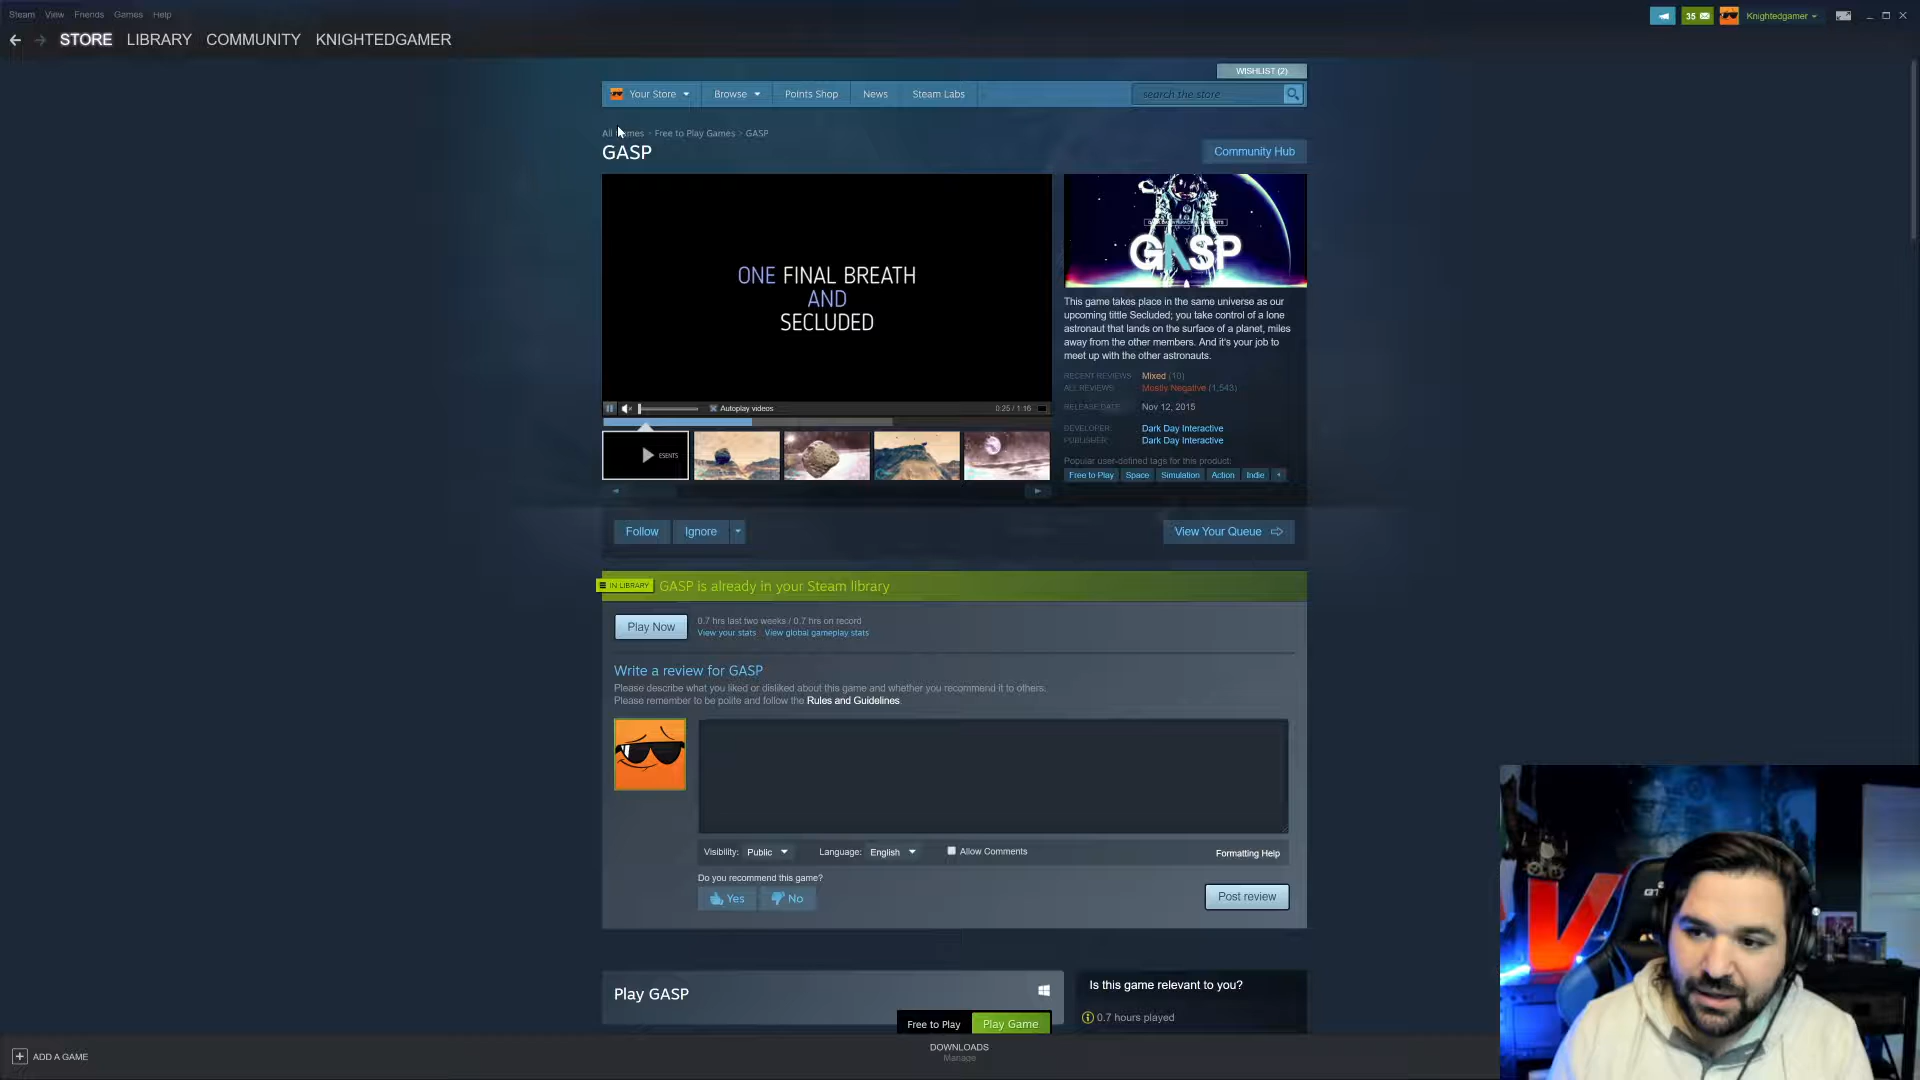 Steam View Friends Games Help
35 Knightedgamer
STORE LIBRARY COMMUNITY KNIGHTEDGAMER
WISHLIST (2)
Your Store Browse Points Shop News Steam Labs search the store
All Games > Free to Play Games > GASP
GASP
Community Hub
ONE FINAL BREATH
AND
SECLUDED
GASP
This game takes place in the same universe as our
upcoming tittle Secluded; you take control of a lone
astronaut that lands on the surface of a planet, miles
away from the other members. And it's your job to
meet up with the other astronauts.
RECENT REVIEWS: Mixed (10)
ALL REVIEWS: Mostly Negative (1,543)
RELEASE DATE: Nov 12, 2015
DEVELOPER: Dark Day Interactive
PUBLISHER: Dark Day Interactive
Popular user-defined tags for this product:
Free to Play Space Simulation Action Indie +
Autoplay videos 0:25 / 1:16
ESENTS
Follow Ignore View Your Queue
IN LIBRARY GASP is already in your Steam library
Play Now
0.7 hrs last two weeks / 0.7 hrs on record
View your stats View global gameplay stats
Write a review for GASP
Please describe what you liked or disliked about this game and whether you recommend it to others.
Please remember to be polite and follow the Rules and Guidelines.
Visibility: Public Language: English Allow Comments Formatting Help
Do you recommend this game?
Yes No Post review
Play GASP
Free to Play Play Game
Is this game relevant to you?
0.7 hours played
+ ADD A GAME
DOWNLOADS
Manage